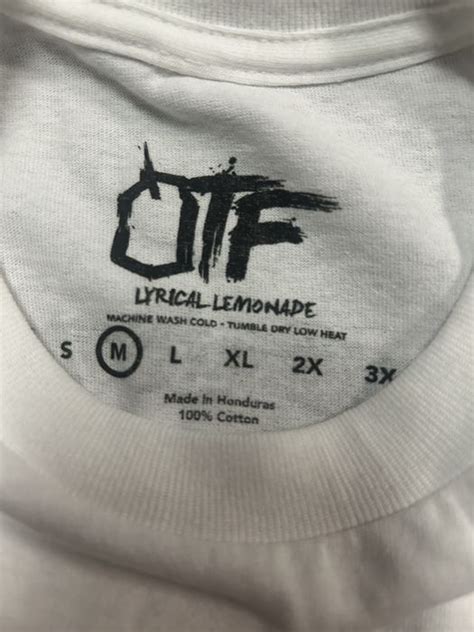 OTF
LYRICAL LEMONADE
MACHINE WASH COLD • TUMBLE DRY LOW HEAT
S M L XL 2X 3X
Made in Honduras
100% Cotton